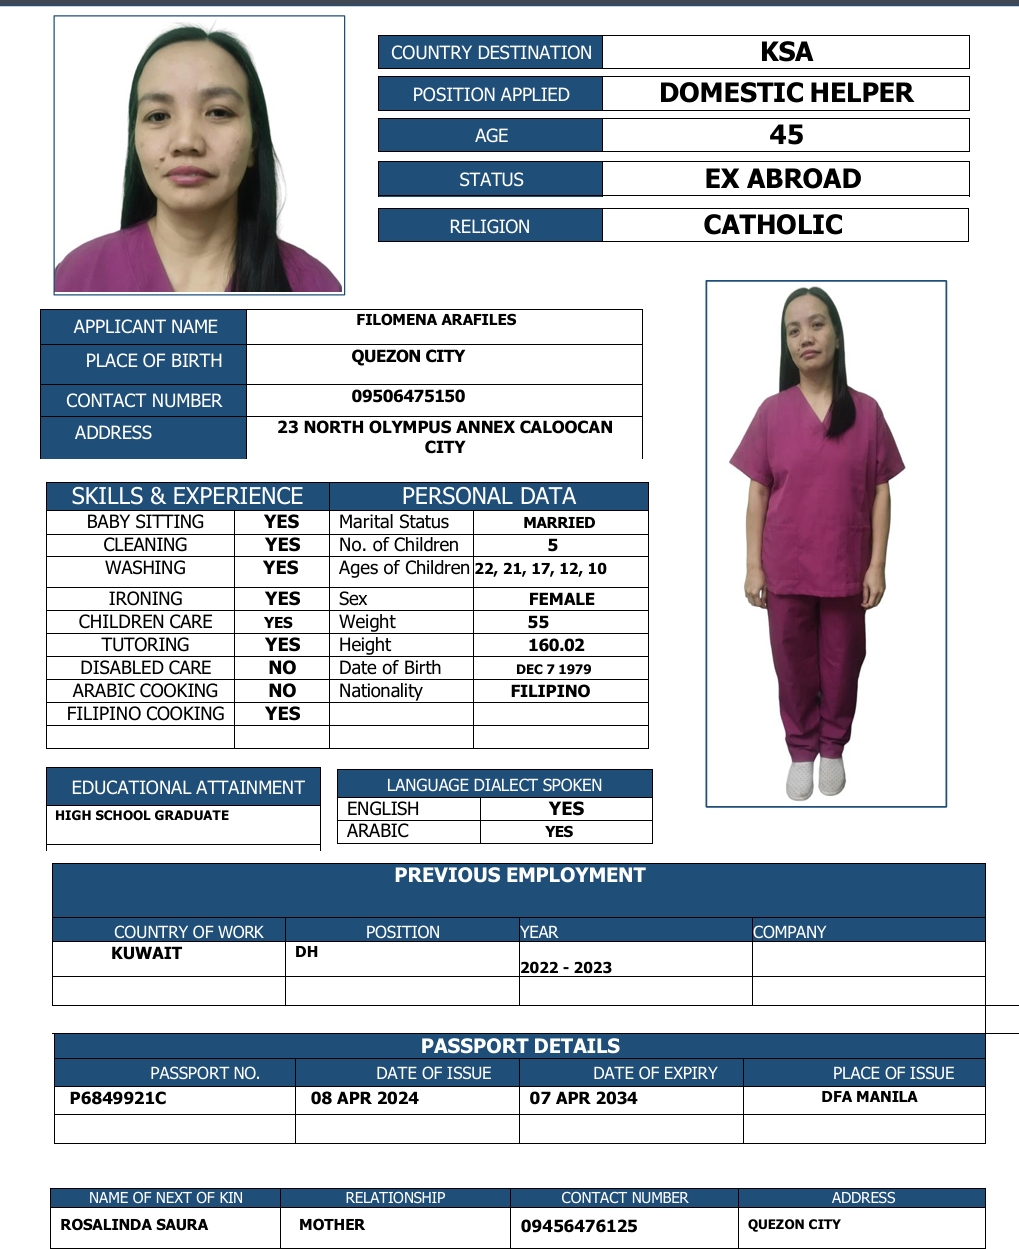 COUNTRY DESTINATION KSA
POSITION APPLIED DOMESTIC HELPER
AGE 45
STATUS EX ABROAD
RELIGION CATHOLIC
APPLICANT NAME FILOMENA ARAFILES
PLACE OF BIRTH QUEZON CITY
CONTACT NUMBER 09506475150
ADDRESS 23 NORTH OLYMPUS ANNEX CALOOCAN
CITY
SKILLS & EXPERIENCE PERSONAL DATA
BABY SITTING YES Marital Status MARRIED
CLEANING YES No. of Children 5
WASHING YES Ages of Children 22, 21, 17, 12, 10
IRONING YES Sex FEMALE
CHILDREN CARE YES Weight 55
TUTORING YES Height 160.02
DISABLED CARE NO Date of Birth DEC 7 1979
ARABIC COOKING NO Nationality FILIPINO
FILIPINO COOKING YES
EDUCATIONAL ATTAINMENT
HIGH SCHOOL GRADUATE
LANGUAGE DIALECT SPOKEN
ENGLISH YES
ARABIC YES
PREVIOUS EMPLOYMENT
COUNTRY OF WORK POSITION YEAR COMPANY
KUWAIT DH 2022 - 2023
PASSPORT DETAILS
PASSPORT NO. DATE OF ISSUE DATE OF EXPIRY PLACE OF ISSUE
P6849921C 08 APR 2024 07 APR 2034 DFA MANILA
NAME OF NEXT OF KIN RELATIONSHIP CONTACT NUMBER ADDRESS
ROSALINDA SAURA MOTHER 09456476125 QUEZON CITY